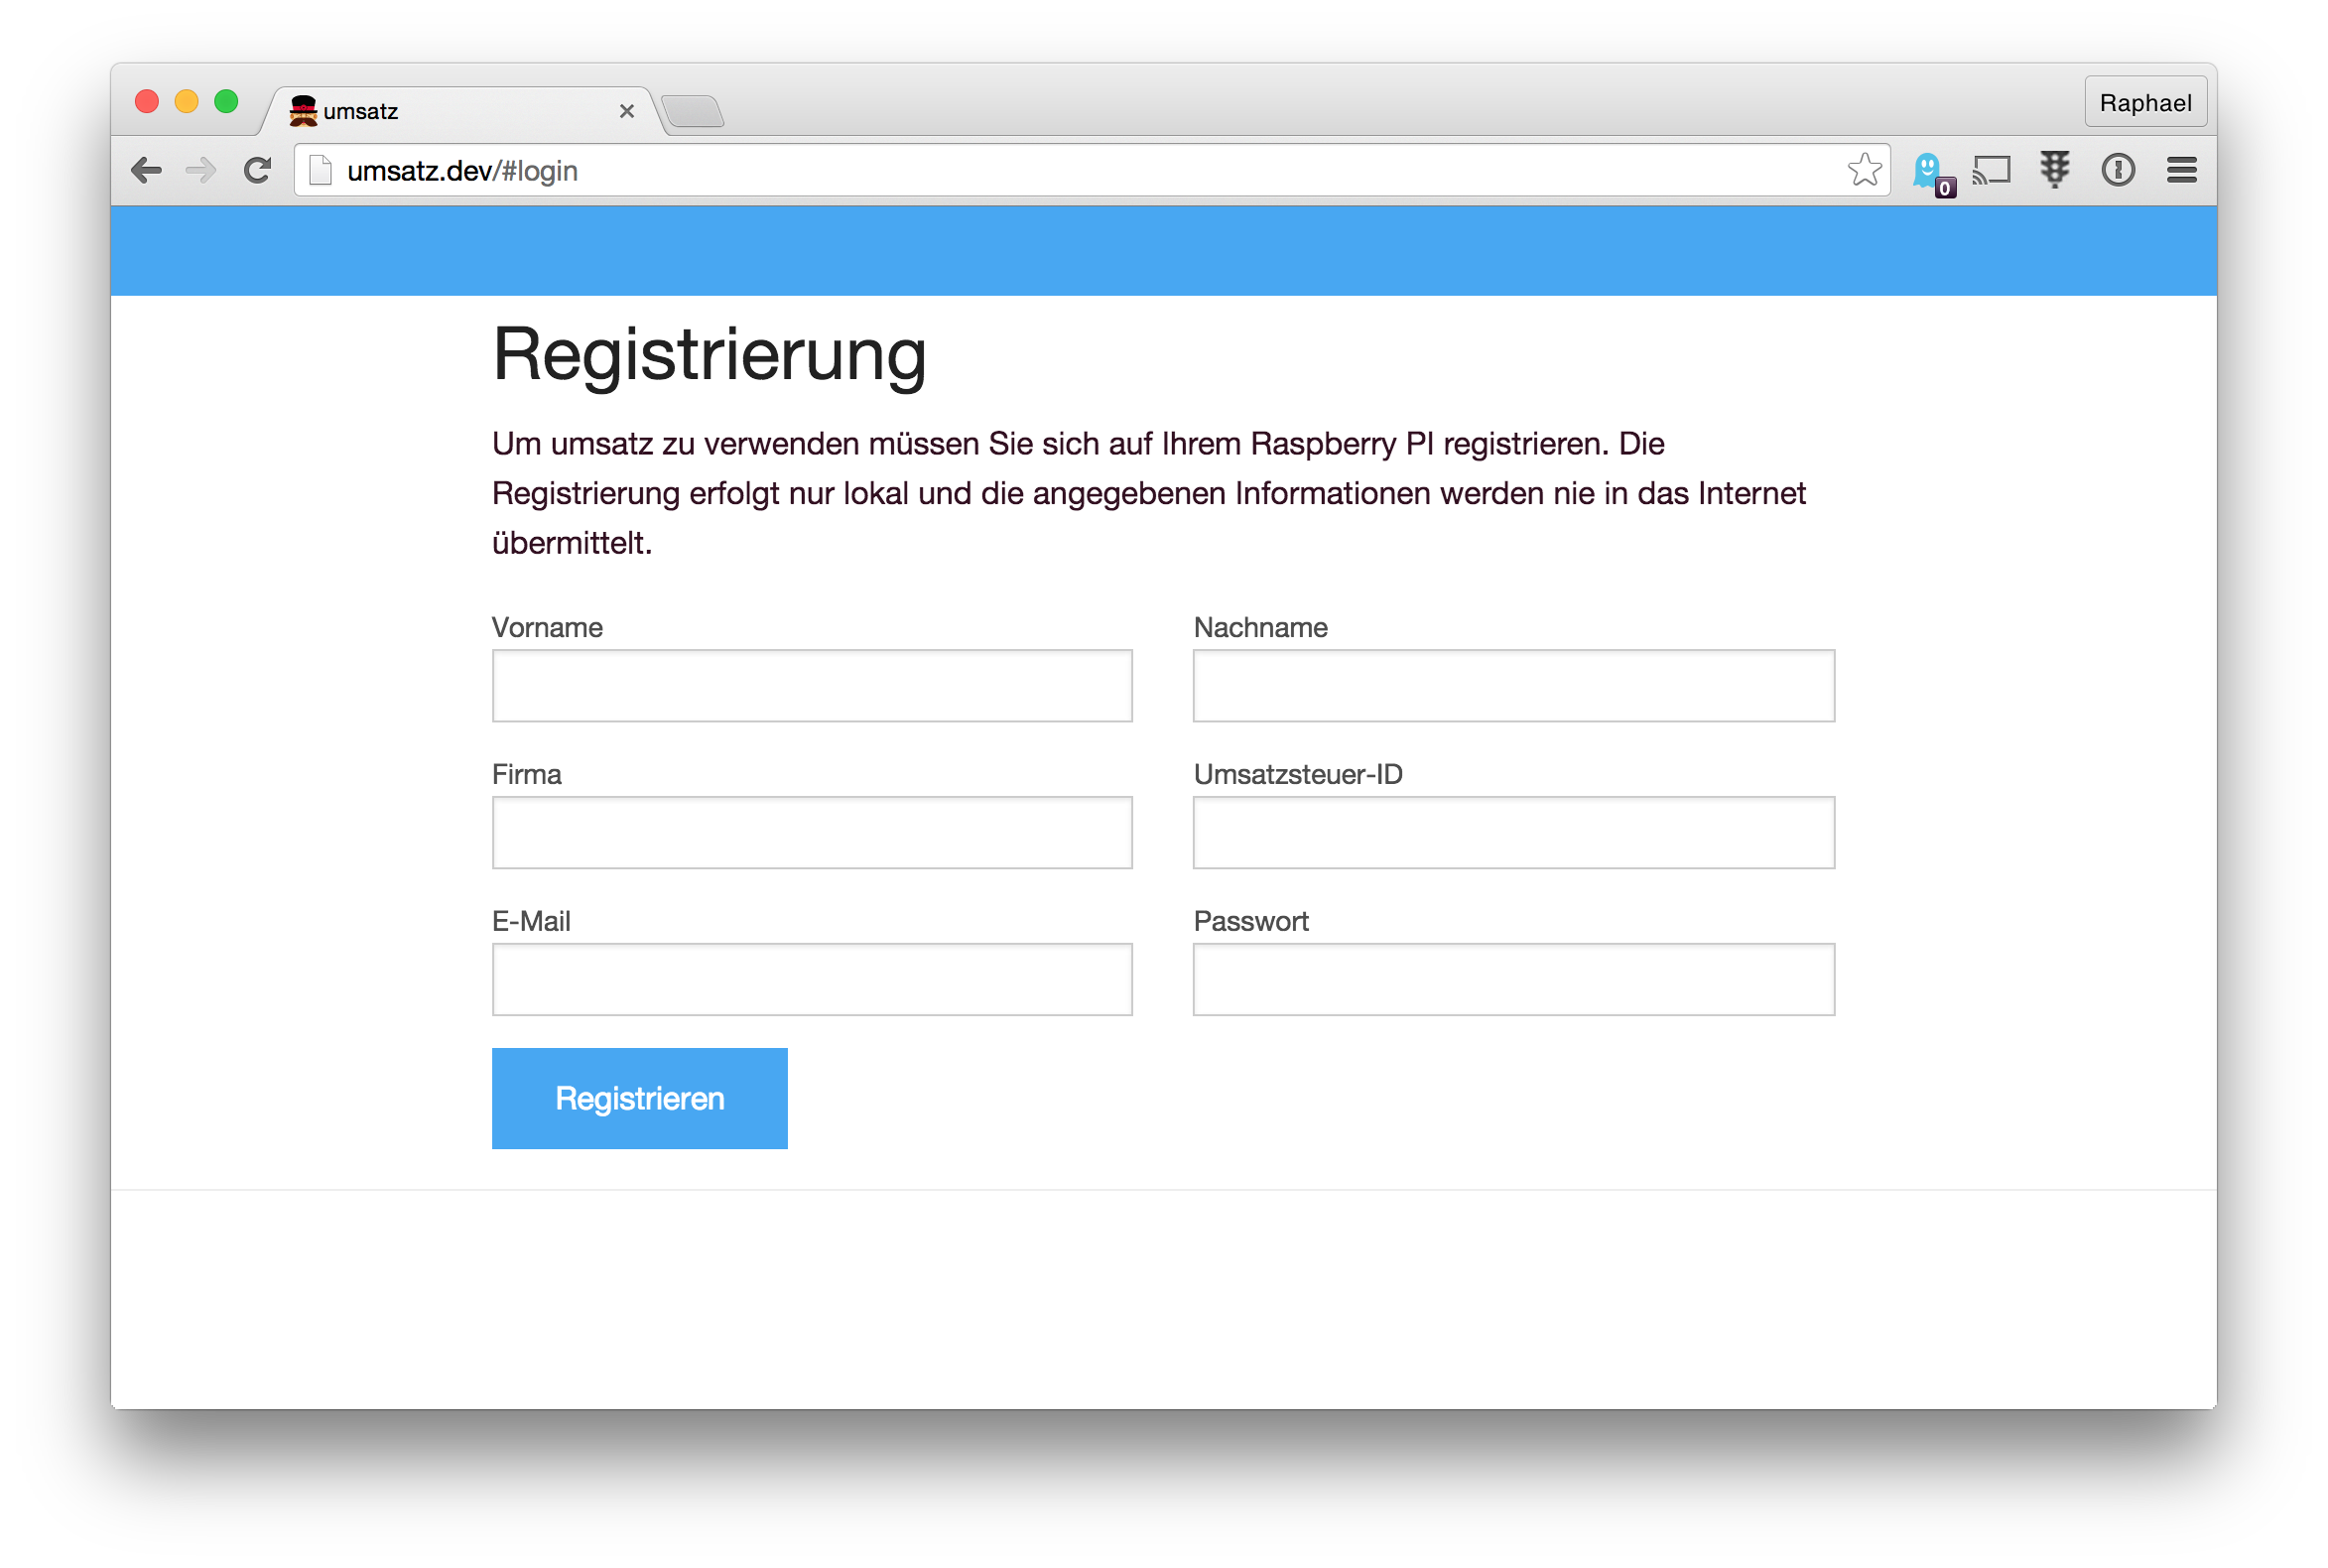 umsatz
Raphael
umsatz.dev/#login
0
Registrierung
Um umsatz zu verwenden müssen Sie sich auf Ihrem Raspberry PI registrieren. Die
Registrierung erfolgt nur lokal und die angegebenen Informationen werden nie in das Internet
übermittelt.
Vorname
Nachname
Firma
Umsatzsteuer-ID
E-Mail
Passwort
Registrieren